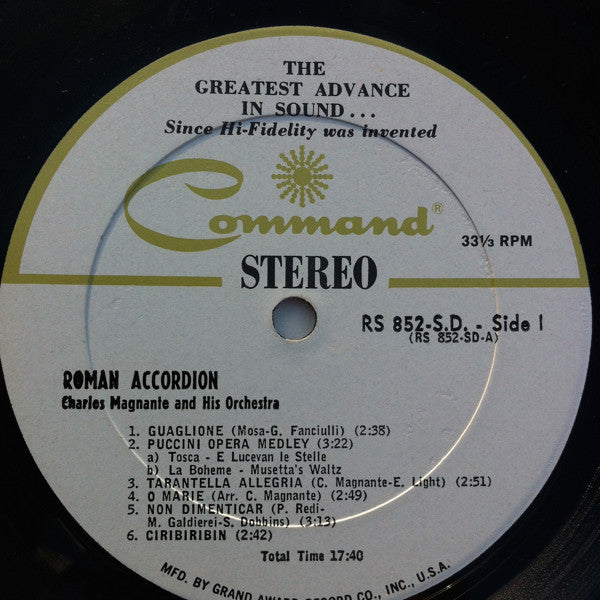 THE
GREATEST ADVANCE
IN SOUND...
Since Hi-Fidelity was invented
Command®
33⅓ RPM
STEREO
RS 852-S.D. - Side 1
(RS 852-SD-A)
ROMAN ACCORDION
Charles Magnante and His Orchestra
1. GUAGLIONE (Mosa-G. Fanciulli) (2:38)
2. PUCCINI OPERA MEDLEY (3:22)
a) Tosca - E Lucevan le Stelle
b) La Boheme - Musetta's Waltz
3. TARANTELLA ALLEGRIA (C. Magnante-E. Light) (2:51)
4. O MARIE (Arr. C. Magnante) (2:49)
5. NON DIMENTICAR (P. Redi-
M. Galdierei-S. Dobbins) (3:13)
6. CIRIBIRIBIN (2:42)
Total Time 17:40
MFD. BY GRAND AWARD RECORD CO., INC., U.S.A.